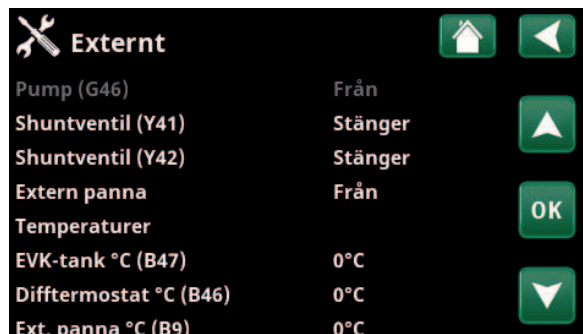 Externt
Pump (G46) Från
Shuntventil (Y41) Stänger
Shuntventil (Y42) Stänger
Extern panna Från
OK
Temperaturer
EVK-tank °C (B47) 0°C
Difftermostat °C (B46) 0°C
Ext. panna °C (B9) 0°C